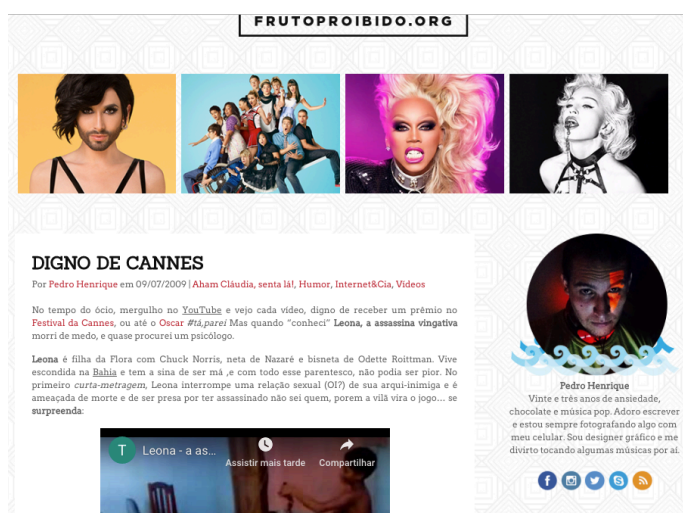 FRUTOPROIBIDO.ORG
DIGNO DE CANNES
Por Pedro Henrique em 09/07/2009 | Aham Cláudia, senta lá!, Humor, Internet&Cia, Vídeos
No tempo do ócio, mergulho no YouTube e vejo cada vídeo, digno de receber um prêmio no
Festival da Cannes, ou até o Oscar #tá,parei Mas quando “conheci” Leona, a assassina vingativa
morri de medo, e quase procurei um psicólogo.
Leona é filha da Flora com Chuck Norris, neta de Nazaré e bisneta de Odette Roittman. Vive
escondida na Bahia e tem a sina de ser má ,e com todo esse parentesco, não podia ser pior. No
primeiro curta-metragem, Leona interrompe uma relação sexual (OI?) de sua arqui-inimiga e é
ameaçada de morte e de ser presa por ter assassinado não sei quem, porem a vilã vira o jogo… se
surpreenda:
T Leona - a as...
Assistir mais tarde
Compartilhar
Pedro Henrique
Vinte e três anos de ansiedade,
chocolate e música pop. Adoro escrever
e estou sempre fotografando algo com
meu celular. Sou designer gráfico e me
divirto tocando algumas músicas por aí.